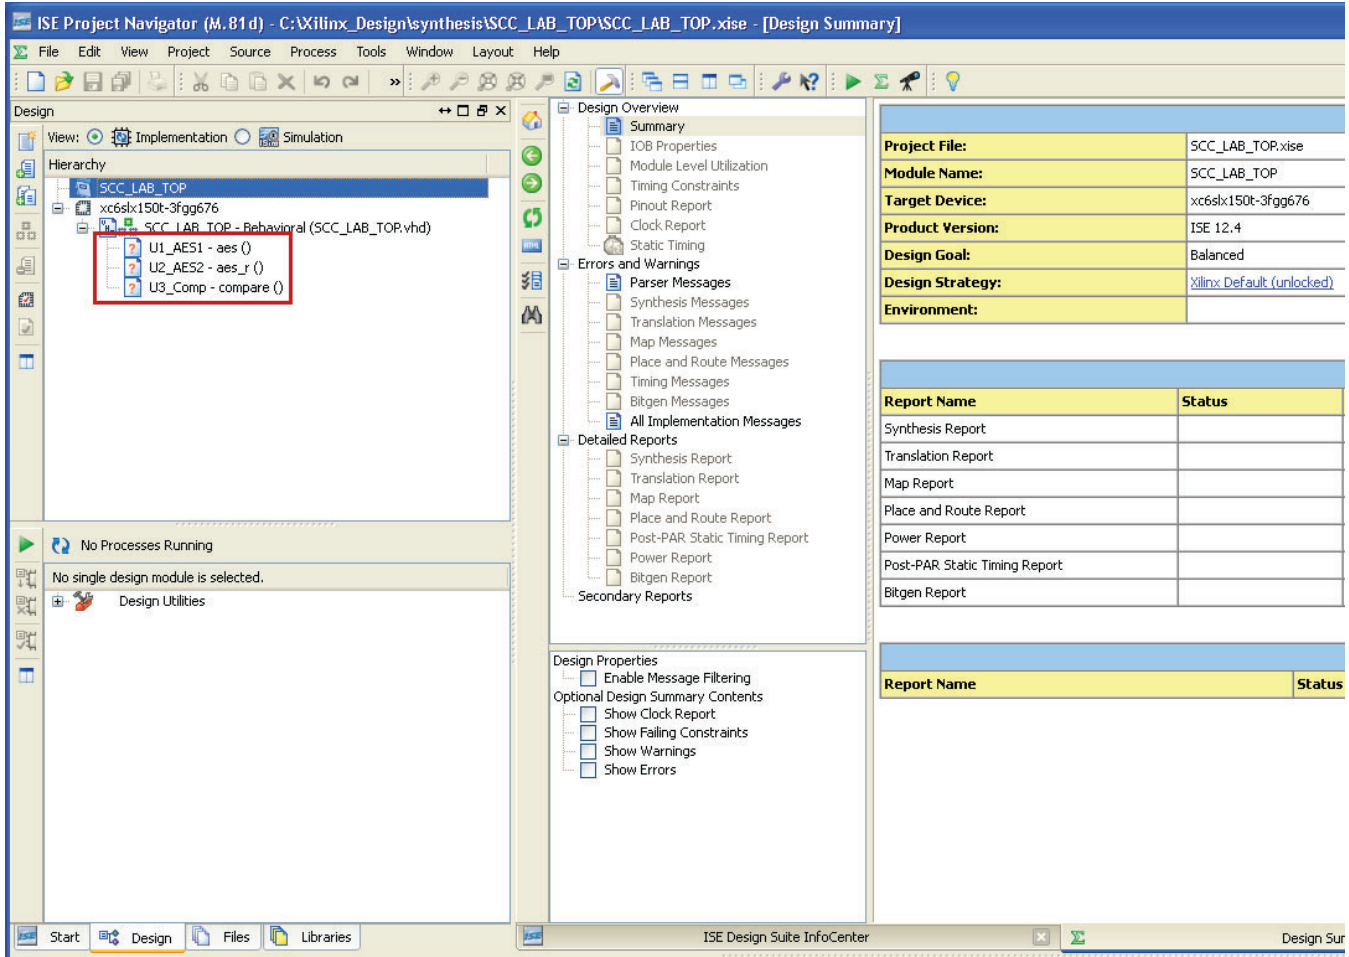 ISE Project Navigator (M.81d) - C:\Xilinx_Design\synthesis\SCC_LAB_TOP\SCC_LAB_TOP.xise - [Design Summary]
File Edit View Project Source Process Tools Window Layout Help
Design
View: Implementation Simulation
Hierarchy
SCC_LAB_TOP
xc6slx150t-3fgg676
SCC_LAB_TOP - Behavioral (SCC_LAB_TOP.vhd)
U1_AES1 - aes ()
U2_AES2 - aes_r ()
U3_Comp - compare ()
No Processes Running
No single design module is selected.
Design Utilities
Start Design Files Libraries
Design Overview
Summary
IOB Properties
Module Level Utilization
Timing Constraints
Pinout Report
Clock Report
Static Timing
Errors and Warnings
Parser Messages
Synthesis Messages
Translation Messages
Map Messages
Place and Route Messages
Timing Messages
Bitgen Messages
All Implementation Messages
Detailed Reports
Synthesis Report
Translation Report
Map Report
Place and Route Report
Post-PAR Static Timing Report
Power Report
Bitgen Report
Secondary Reports
Design Properties
Enable Message Filtering
Optional Design Summary Contents
Show Clock Report
Show Failing Constraints
Show Warnings
Show Errors
Project File: SCC_LAB_TOP.xise
Module Name: SCC_LAB_TOP
Target Device: xc6slx150t-3fgg676
Product Version: ISE 12.4
Design Goal: Balanced
Design Strategy: Xilinx Default (unlocked)
Environment:
Report Name Status
Synthesis Report
Translation Report
Map Report
Place and Route Report
Power Report
Post-PAR Static Timing Report
Bitgen Report
Report Name Status
ISE Design Suite InfoCenter
Design Sur